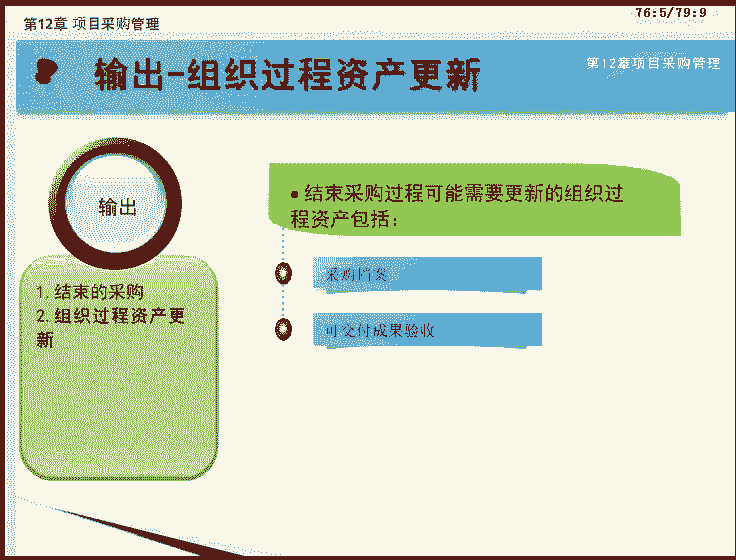 76:5/79:9
第12章 项目采购管理
输出-组织过程资产更新
第12章项目采购管理
输出
1. 结束的采购
2. 组织过程资产更
新
• 结束采购过程可能需要更新的组织过
程资产包括：
采购档案
可交付成果验收